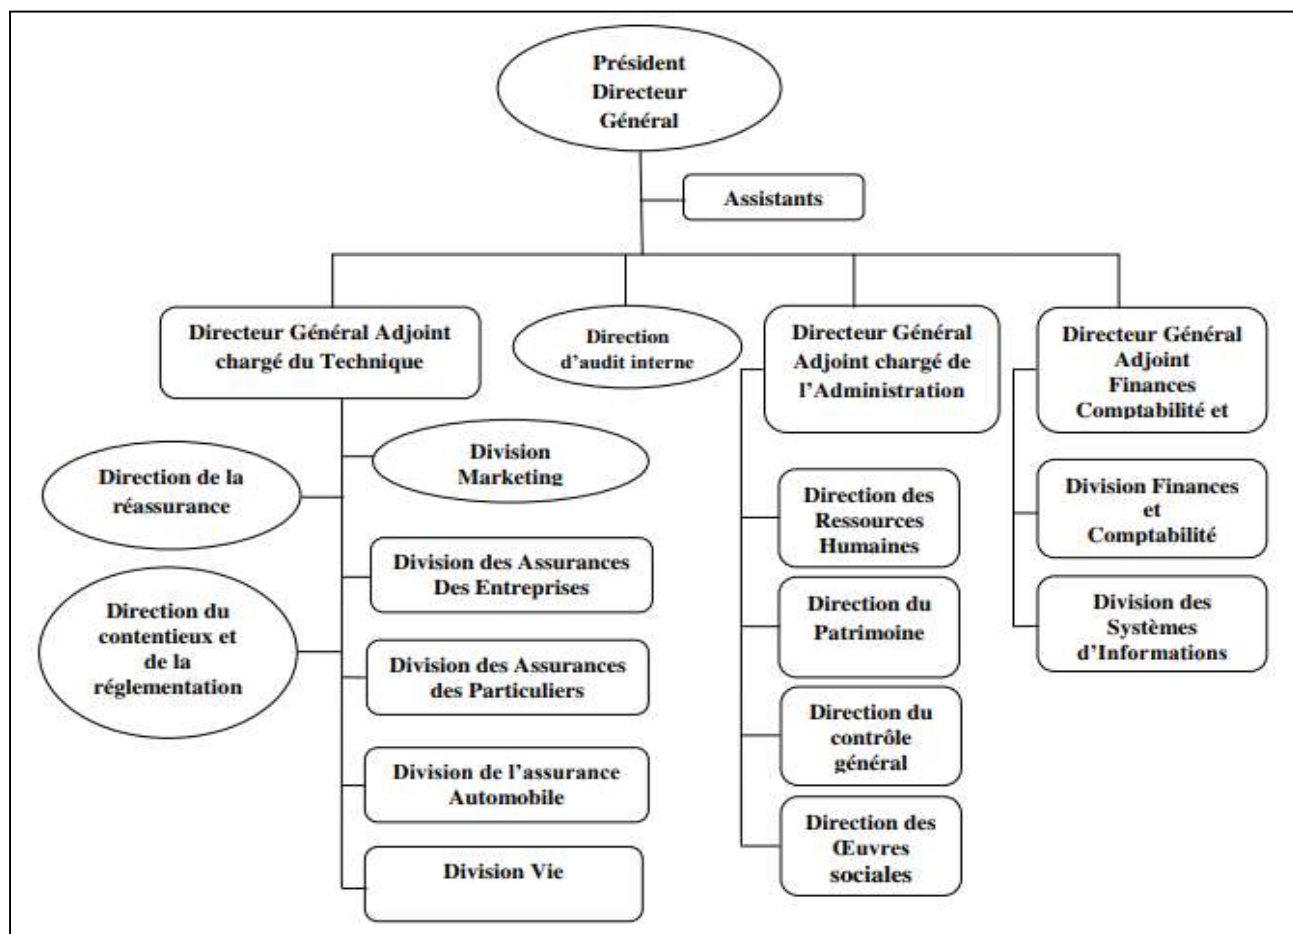 Président
Directeur
Général
Assistants
Directeur Général Adjoint
chargé du Technique
Direction
d’audit interne
Directeur Général
Adjoint chargé de
l’Administration
Directeur Général
Adjoint
Finances
Comptabilité et
Division
Marketing
Direction de la
réassurance
Division des Assurances
Des Entreprises
Direction du
contentieux et
de la
réglementation
Division des Assurances
des Particuliers
Division de l’assurance
Automobile
Division Vie
Direction des
Ressources
Humaines
Direction du
Patrimoine
Direction du
contrôle
général
Direction des
Œuvres
sociales
Division Finances
et
Comptabilité
Division des
Systèmes
d’Informations